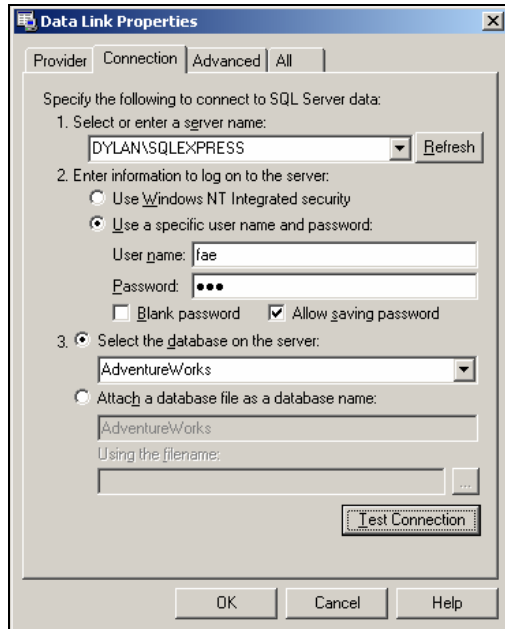 Data Link Properties
Provider Connection Advanced All
Specify the following to connect to SQL Server data:
1. Select or enter a server name:
DYLAN\SQLEXPRESS Refresh
2. Enter information to log on to the server:
Use Windows NT Integrated security
Use a specific user name and password:
User name: fae
Password: ●●●
Blank password Allow saving password
3. Select the database on the server:
AdventureWorks
Attach a database file as a database name:
AdventureWorks
Using the filename:
...
Test Connection
OK Cancel Help